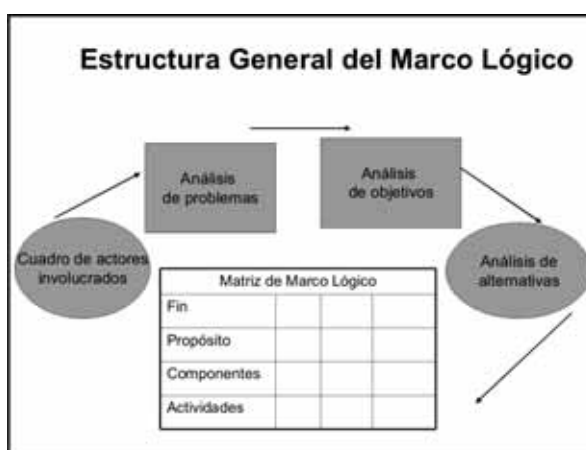 Estructura General del Marco Lógico
Análisis
de problemas
Análisis
de objetivos
Cuadro de actores
involucrados
Análisis de
alternativas
Matriz de Marco Lógico
Fin
Propósito
Componentes
Actividades